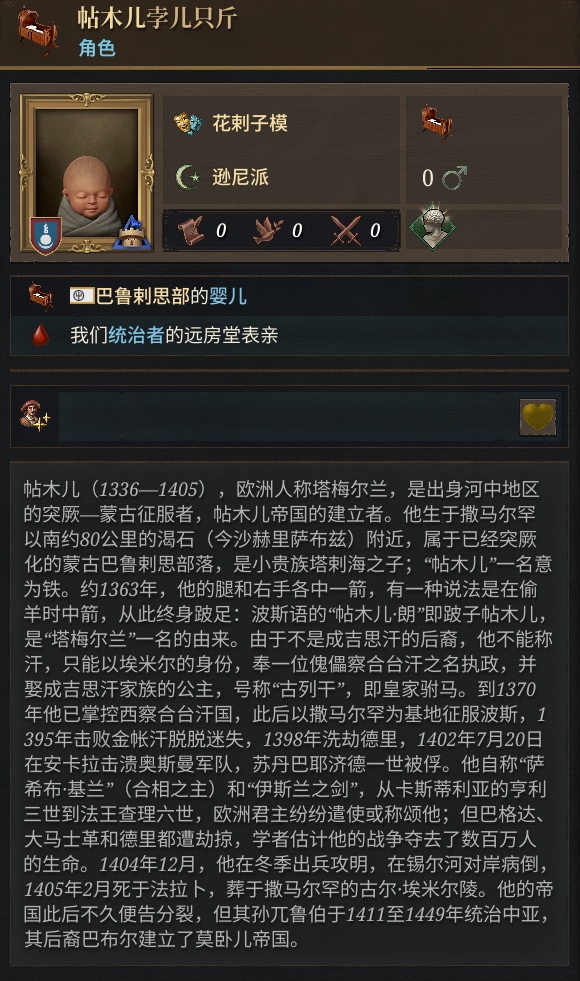 帖木儿孛儿只斤
角色
花剌子模
逊尼派
0
0
0
0
巴鲁剌思部的婴儿
我们统治者的远房堂表亲
帖木儿（1336—1405），欧洲人称塔梅尔兰，是出身河中地区
的突厥—蒙古征服者，帖木儿帝国的建立者。他生于撒马尔罕
以南约80公里的渴石（今沙赫里萨布兹）附近，属于已经突厥
化的蒙古巴鲁剌思部落，是小贵族塔剌海之子；“帖木儿”一名意
为铁。约1363年，他的腿和右手各中一箭，有一种说法是在偷
羊时中箭，从此终身跛足：波斯语的“帖木儿·朗”即跛子帖木儿，
是“塔梅尔兰”一名的由来。由于不是成吉思汗的后裔，他不能称
汗，只能以埃米尔的身份，奉一位傀儡察合台汗之名执政，并
娶成吉思汗家族的公主，号称“古列干”，即皇家驸马。到1370
年他已掌控西察合台汗国，此后以撒马尔罕为基地征服波斯，1
395年击败金帐汗脱脱迷失，1398年洗劫德里，1402年7月20日
在安卡拉击溃奥斯曼军队，苏丹巴耶济德一世被俘。他自称“萨
希布·基兰”（合相之主）和“伊斯兰之剑”，从卡斯蒂利亚的亨利
三世到法王查理六世，欧洲君主纷纷遣使或称颂他；但巴格达、
大马士革和德里都遭劫掠，学者估计他的战争夺去了数百万人
的生命。1404年12月，他在冬季出兵攻明，在锡尔河对岸病倒，
1405年2月死于法拉卜，葬于撒马尔罕的古尔·埃米尔陵。他的帝
国此后不久便告分裂，但其孙兀鲁伯于1411至1449年统治中亚，
其后裔巴布尔建立了莫卧儿帝国。